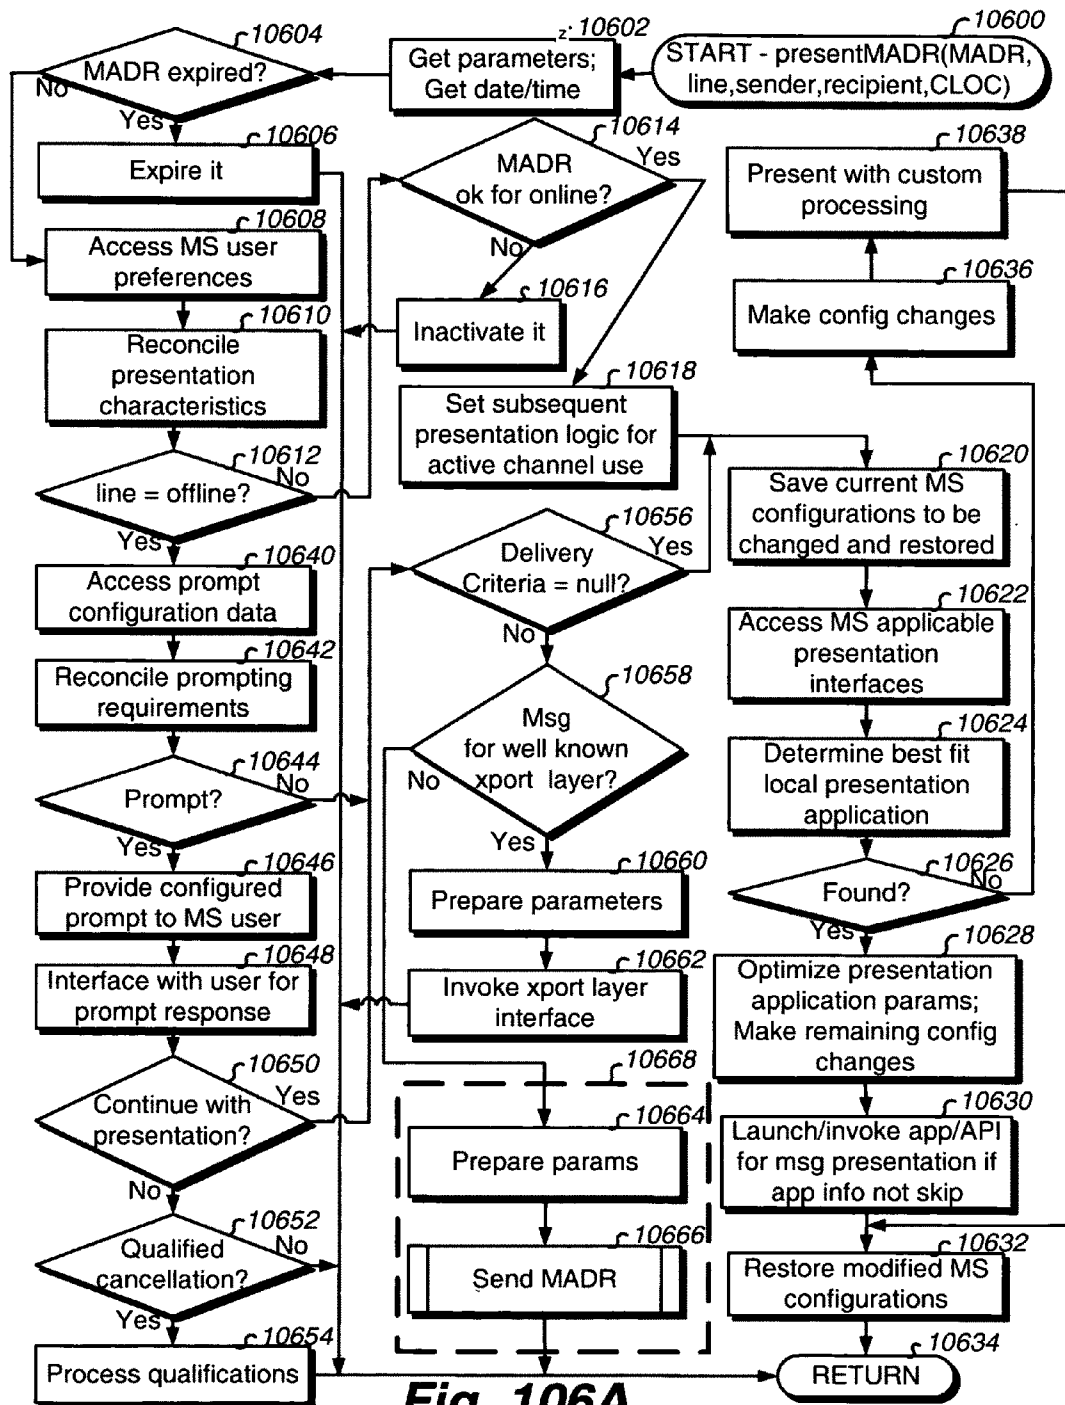 10600
START - presentMADR(MADR,
line,sender,recipient,CLOC)
10602
Get parameters;
Get date/time
10604
MADR expired?
No
Yes
10606
Expire it
10608
Access MS user
preferences
10610
Reconcile
presentation
characteristics
10612
line = offline?
No
Yes
10640
Access prompt
configuration data
10642
Reconcile prompting
requirements
10644
Prompt?
No
Yes
10646
Provide configured
prompt to MS user
10648
Interface with user for
prompt response
10650
Continue with
presentation?
Yes
No
10652
Qualified
cancellation?
No
Yes
10654
Process qualifications
10614
MADR
ok for online?
Yes
No
10616
Inactivate it
10618
Set subsequent
presentation logic for
active channel use
10656
Delivery
Criteria = null?
Yes
No
10658
Msg
for well known
xport layer?
No
Yes
10660
Prepare parameters
10662
Invoke xport layer
interface
10668
10664
Prepare params
10666
Send MADR
10638
Present with custom
processing
10636
Make config changes
10620
Save current MS
configurations to be
changed and restored
10622
Access MS applicable
presentation
interfaces
10624
Determine best fit
local presentation
application
10626
Found?
No
Yes
10628
Optimize presentation
application params;
Make remaining config
changes
10630
Launch/invoke app/API
for msg presentation if
app info not skip
10632
Restore modified MS
configurations
10634
RETURN
Fig. 106A